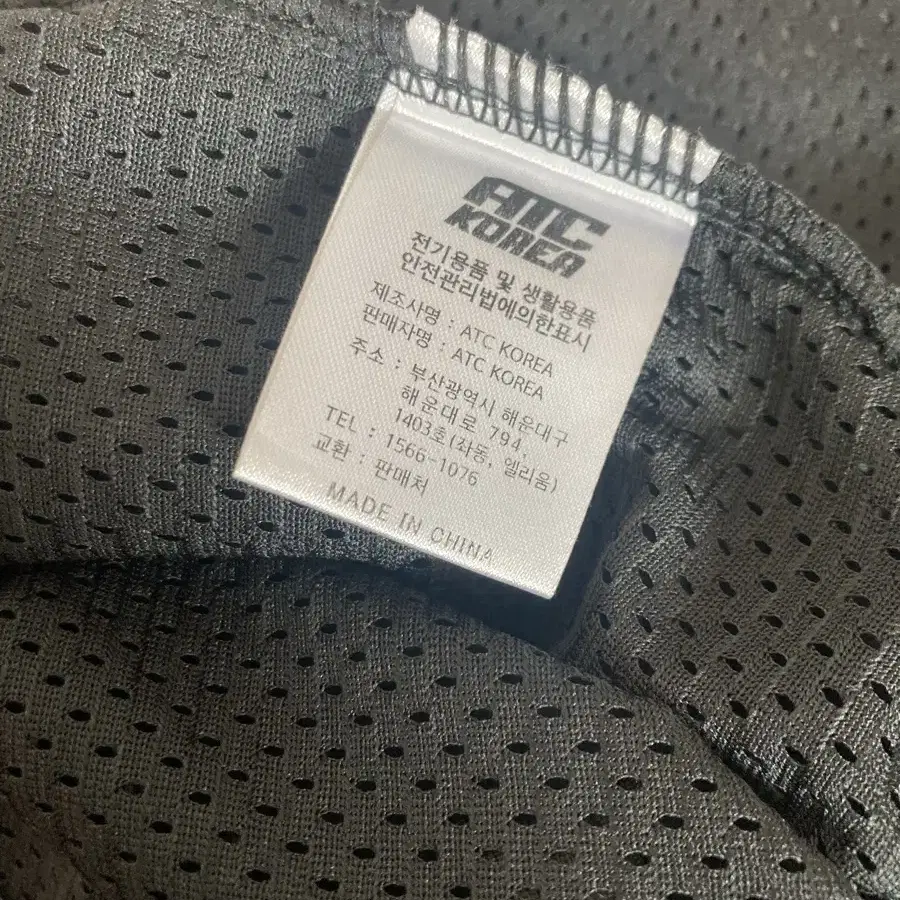 ATC
KOREA
전기용품 및 생활용품
안전관리법에의한표시
제조사명 : ATC KOREA
판매자명 : ATC KOREA
주소 : 부산광역시 해운대구
해운대로 794,
1403호(좌동, 엘리움)
TEL : 1566-1076
교환 : 판매처
MADE IN CHINA